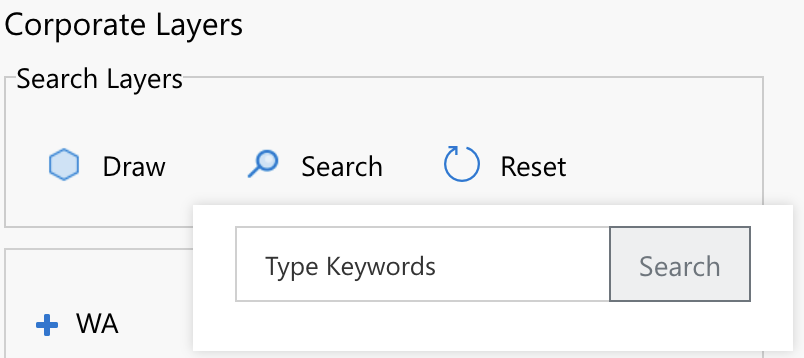 Corporate Layers
Search Layers
Draw Search Reset
Type Keywords Search
WA